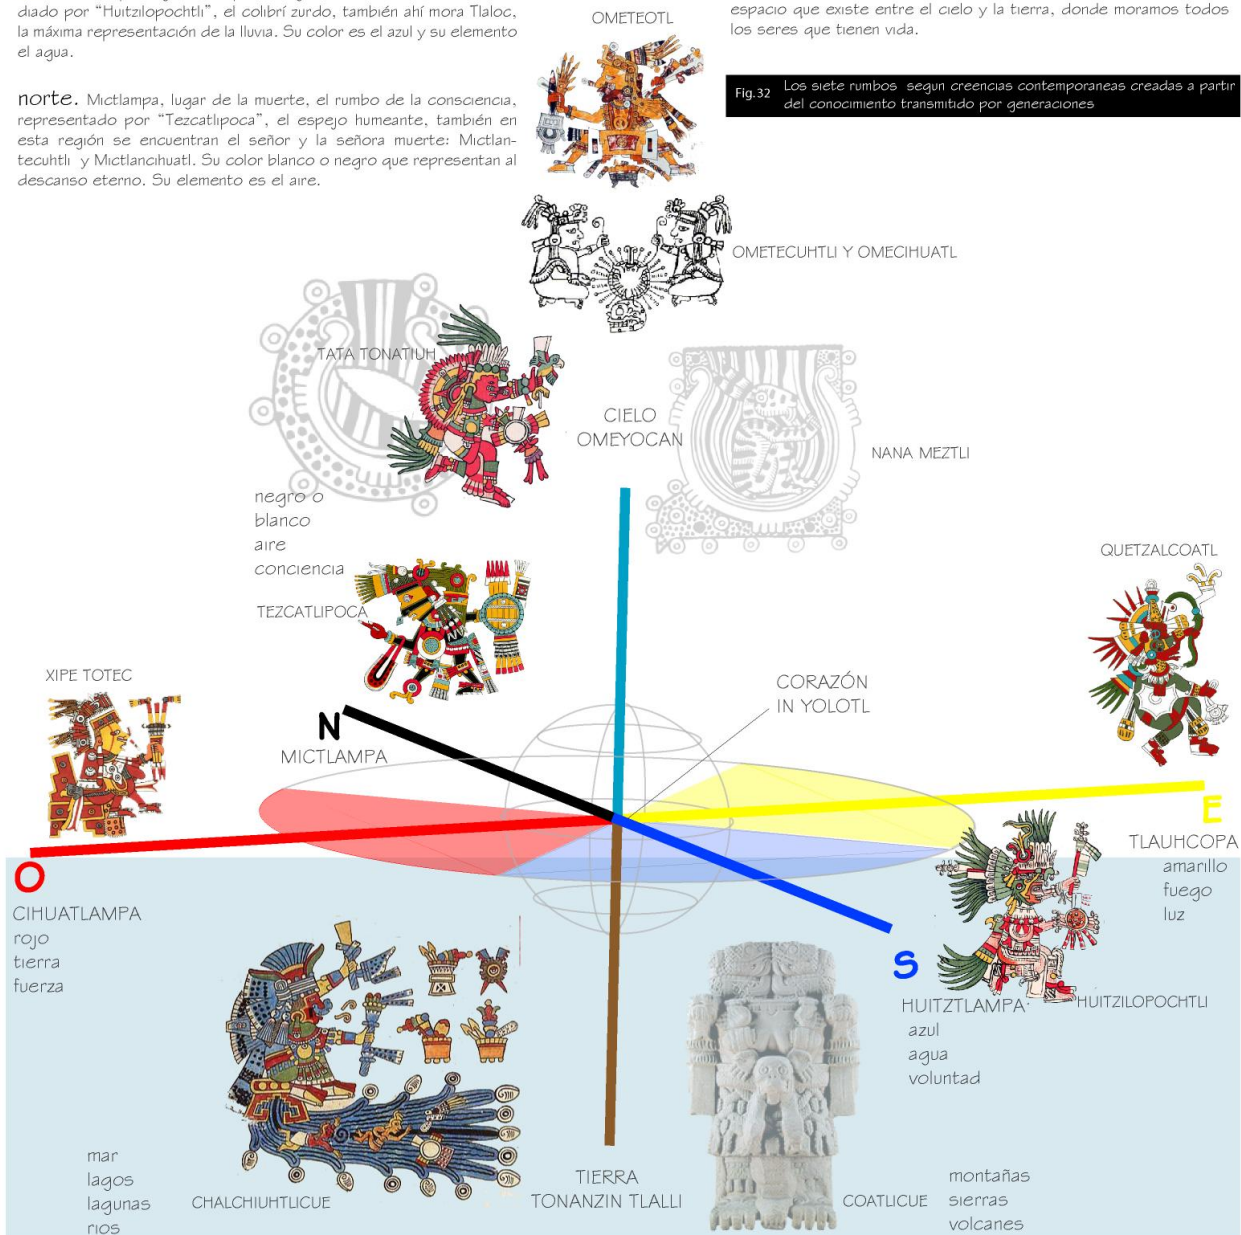 diado por “Huitzilopochtli”, el colibrí zurdo, también ahí mora Tlaloc,
la máxima representación de la lluvia. Su color es el azul y su elemento
el agua.
norte. Mictlampa, lugar de la muerte, el rumbo de la consciencia,
representado por “Tezcatlipoca”, el espejo humeante, también en
esta región se encuentran el señor y la señora muerte: Mictlan-
tecuhtli y Mictlancihuatl. Su color blanco o negro que representan al
descanso eterno. Su elemento es el aire.
espacio que existe entre el cielo y la tierra, donde moramos todos
los seres que tienen vida.
Fig.32 Los siete rumbos segun creencias contemporaneas creadas a partir
del conocimiento transmitido por generaciones
OMETEOTL
OMETECUHTLI Y OMECIHUATL
TATA TONATIUH
CIELO
OMEYOCAN
NANA MEZTLI
negro o
blanco
aire
conciencia
TEZCATLIPOCA
QUETZALCOATL
XIPE TOTEC
CORAZÓN
IN YOLOTL
N
MICTLAMPA
E
TLAUHCOPA
amarillo
fuego
luz
O
CIHUATLAMPA
rojo
tierra
fuerza
S
HUITZTLAMPA
azul
agua
voluntad
HUITZILOPOCHTLI
mar
lagos
lagunas
rios
CHALCHIUHTLICUE
TIERRA
TONANZIN TLALLI
COATLICUE
montañas
sierras
volcanes